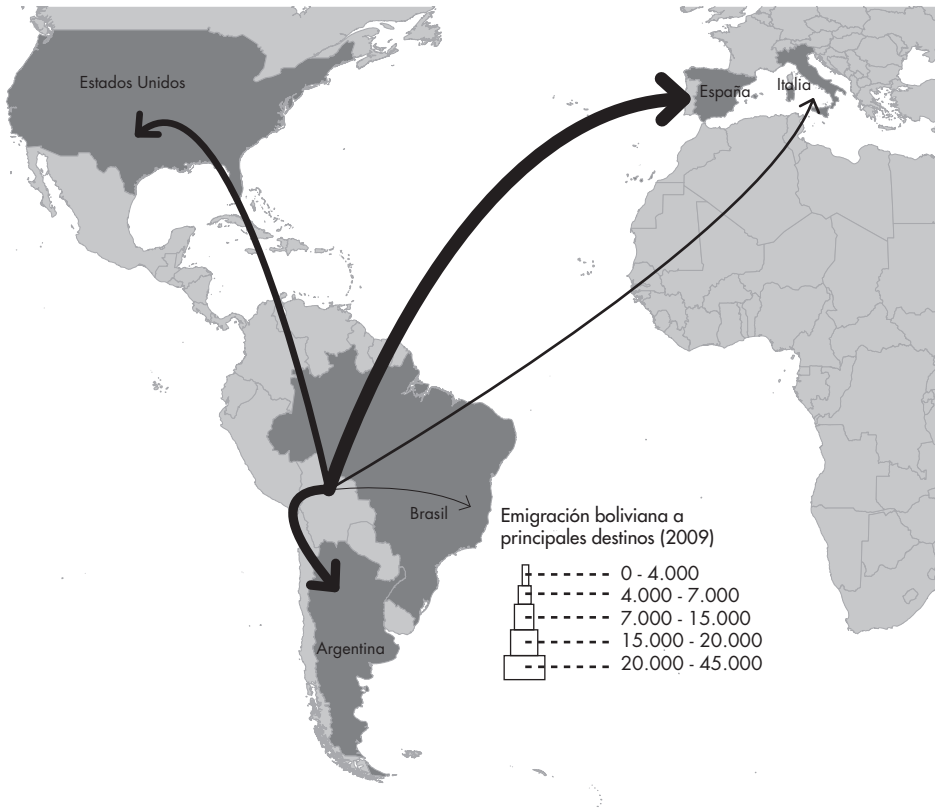 Estados Unidos
España
Italia
Brasil
Argentina
Emigración boliviana a
principales destinos (2009)
0 - 4.000
4.000 - 7.000
7.000 - 15.000
15.000 - 20.000
20.000 - 45.000